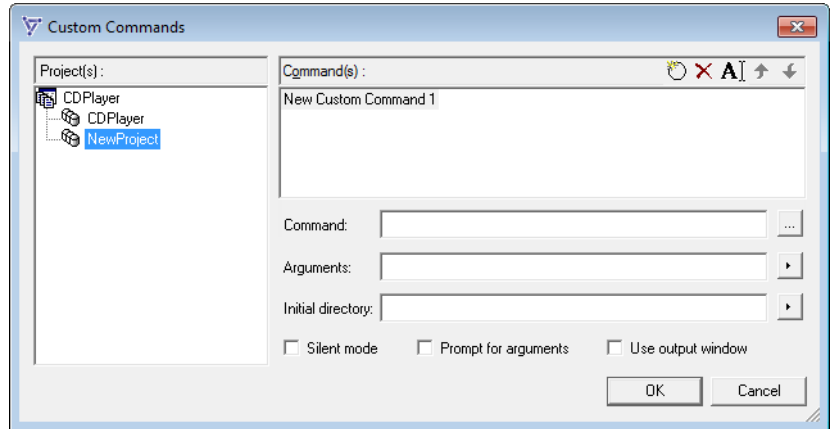 Custom Commands
Project(s) :
CDPlayer
CDPlayer
NewProject
Command(s) :
New Custom Command 1
Command:
...
Arguments:
Initial directory:
Silent mode
Prompt for arguments
Use output window
OK
Cancel